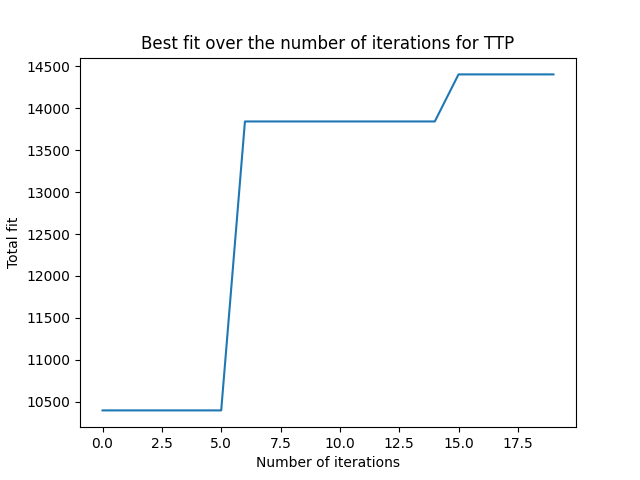 Best fit over the number of iterations for TTP
14500
14000
13500
13000
12500
12000
11500
11000
10500
Total fit
0.0 2.5 5.0 7.5 10.0 12.5 15.0 17.5
Number of iterations